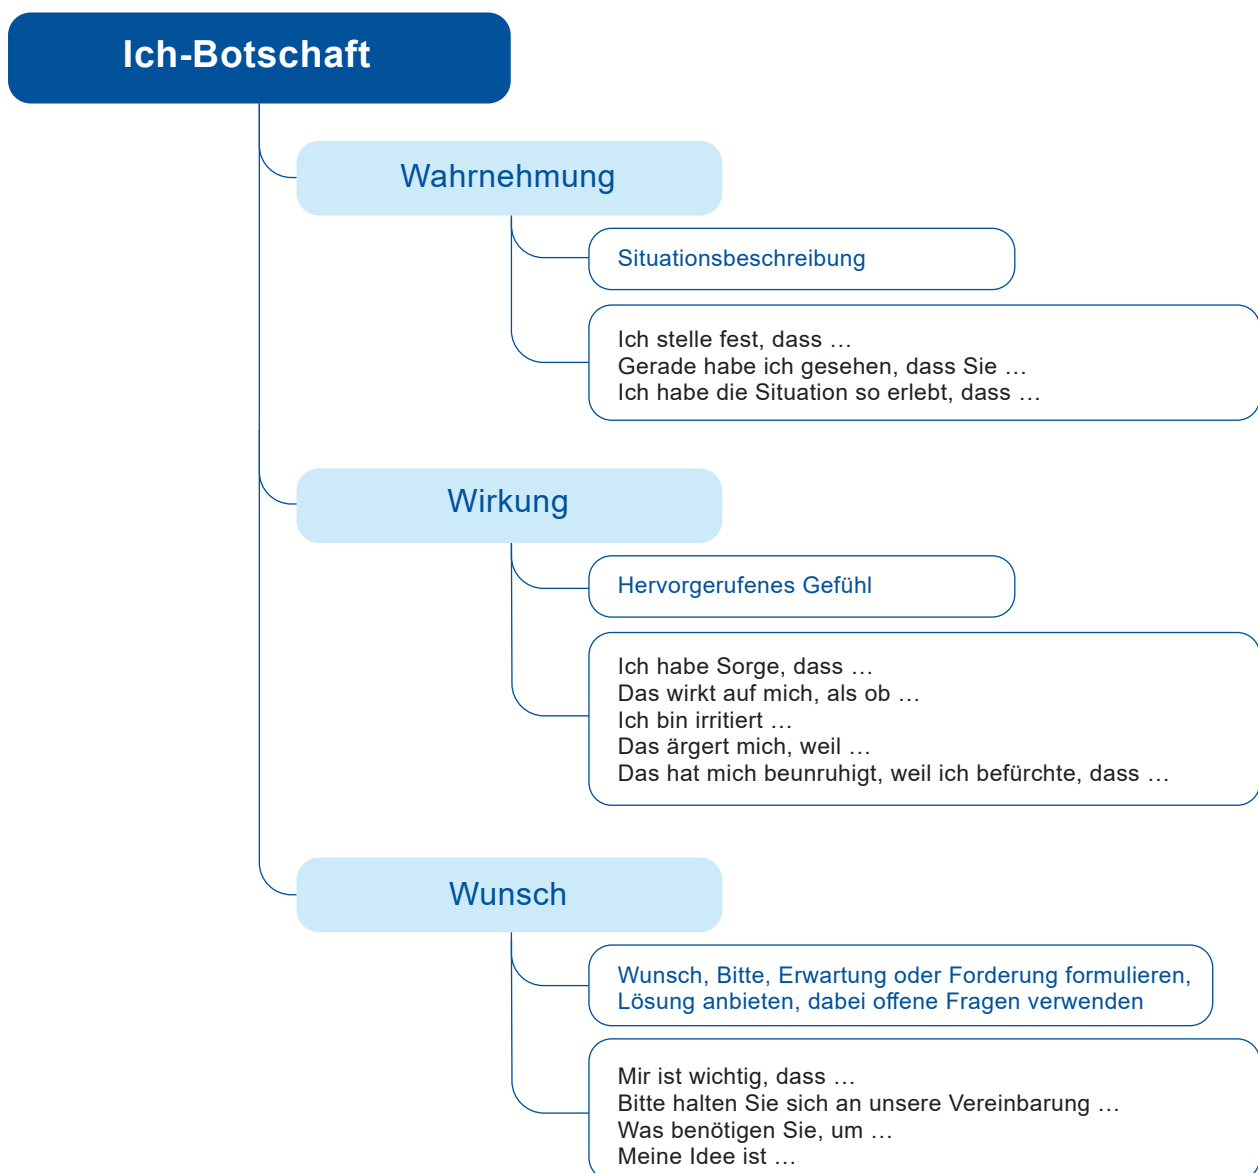 Ich-Botschaft
Wahrnehmung
Situationsbeschreibung
Ich stelle fest, dass …
Gerade habe ich gesehen, dass Sie …
Ich habe die Situation so erlebt, dass …
Wirkung
Hervorgerufenes Gefühl
Ich habe Sorge, dass …
Das wirkt auf mich, als ob …
Ich bin irritiert …
Das ärgert mich, weil …
Das hat mich beunruhigt, weil ich befürchte, dass …
Wunsch
Wunsch, Bitte, Erwartung oder Forderung formulieren,
Lösung anbieten, dabei offene Fragen verwenden
Mir ist wichtig, dass …
Bitte halten Sie sich an unsere Vereinbarung …
Was benötigen Sie, um …
Meine Idee ist …